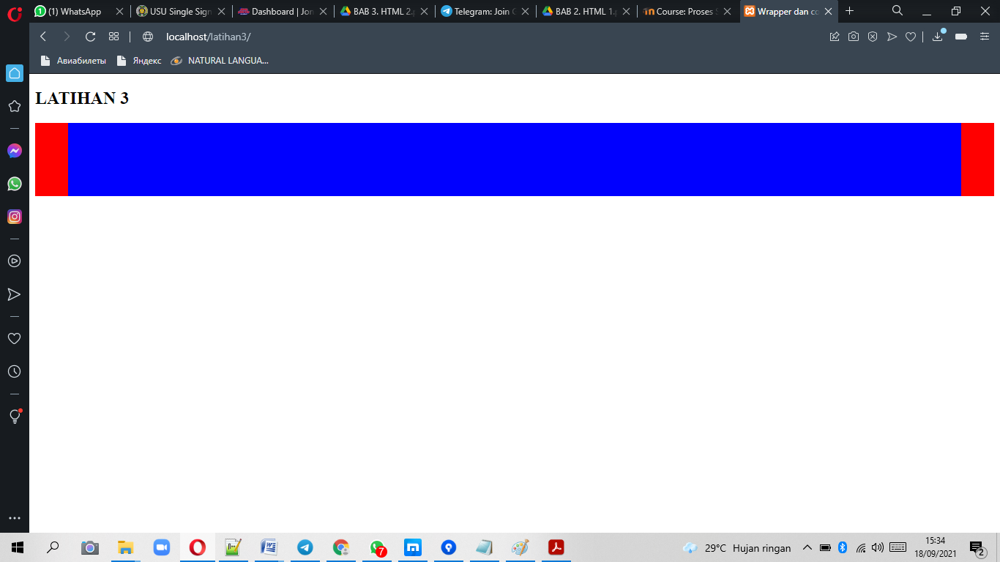 (1) WhatsApp
USU Single Sign
Dashboard | Jon
BAB 3. HTML 2.p
Telegram: Join G
BAB 2. HTML 1.p
Course: Proses S
Wrapper dan co
localhost/latihan3/
Авиабилеты
Яндекс
NATURAL LANGUA...
LATIHAN 3
29°C Hujan ringan
15:34
18/09/2021
7
2